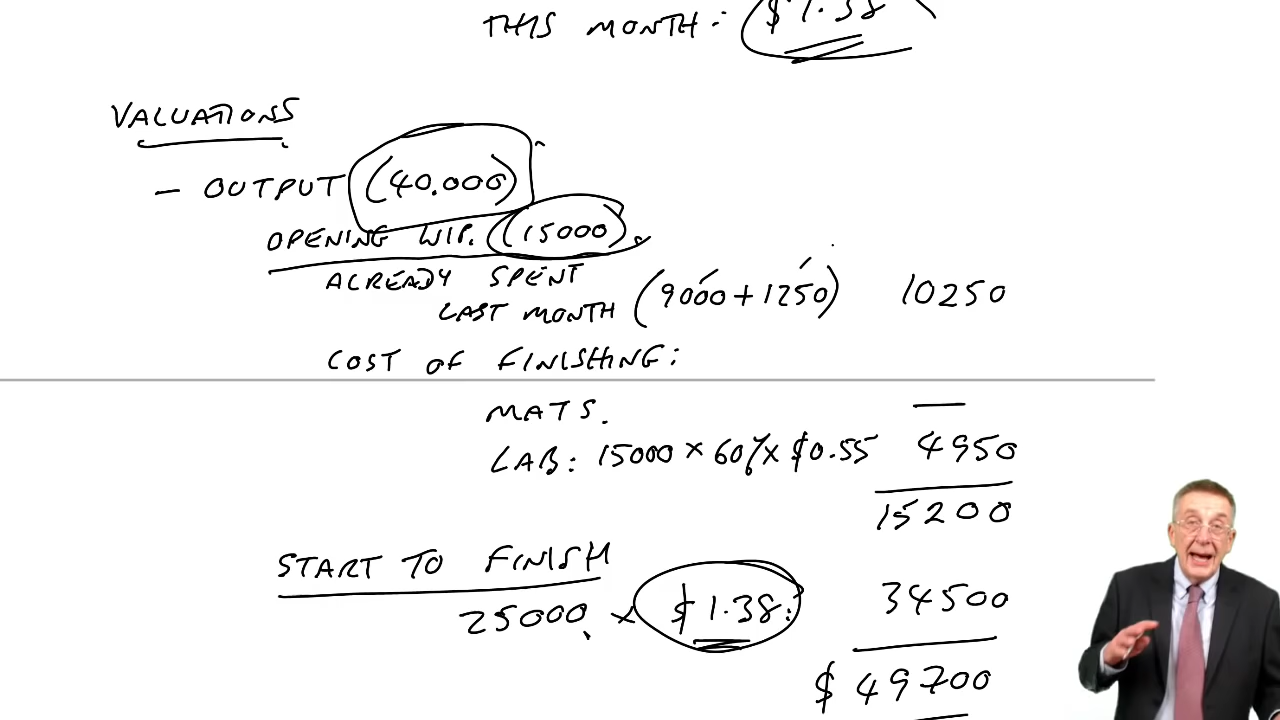 THIS MONTH: $1.38
VALUATIONS
- OUTPUT (40,000)
OPENING WIP. (15000)
ALREADY SPENT
LAST MONTH (9000+1250) 10250
COST OF FINISHING:
MATS. —
LAB: 15000 × 60% × $0.55 4950
15200
START TO FINISH
25000 × $1.38 34500
$49700